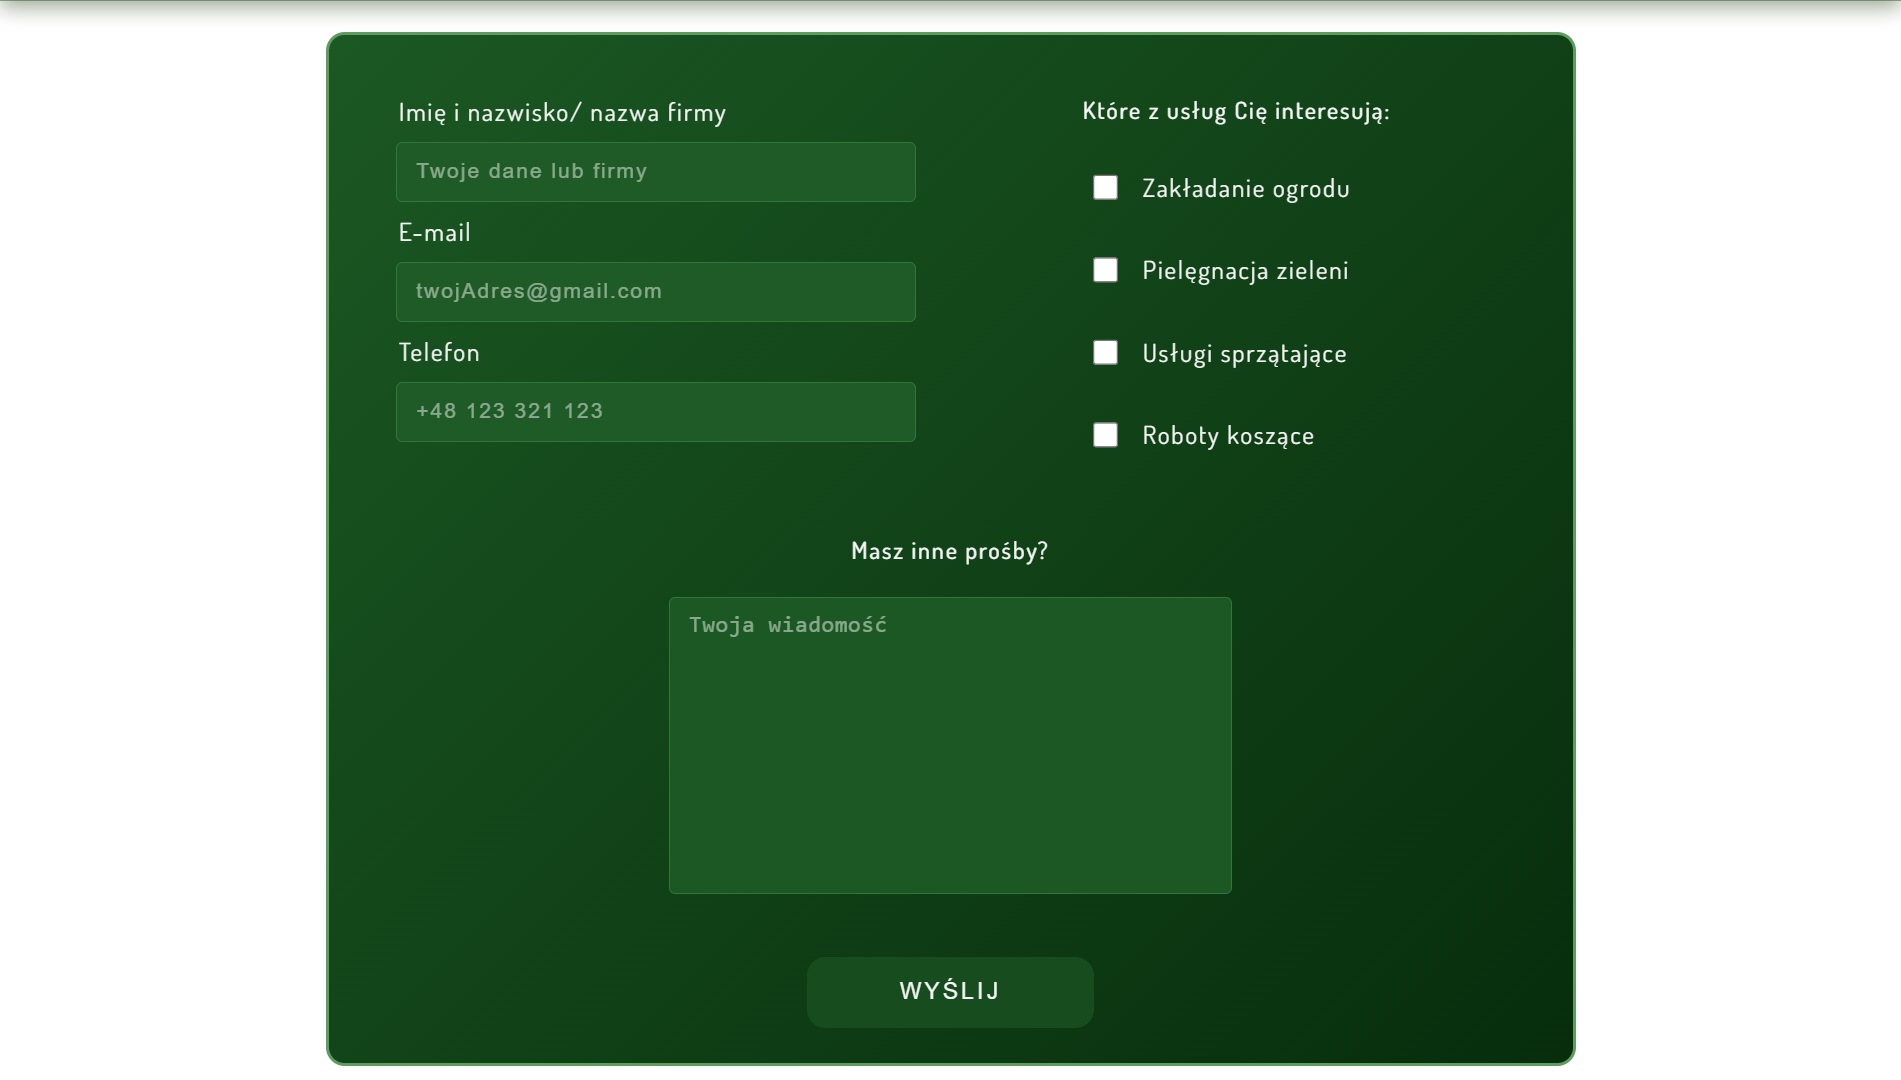 Imię i nazwisko/ nazwa firmy
Twoje dane lub firmy
E-mail
twojAdres@gmail.com
Telefon
+48 123 321 123
Które z usług Cię interesują:
Zakładanie ogrodu
Pielęgnacja zieleni
Usługi sprzątające
Roboty koszące
Masz inne prośby?
Twoja wiadomość
WYŚLIJ